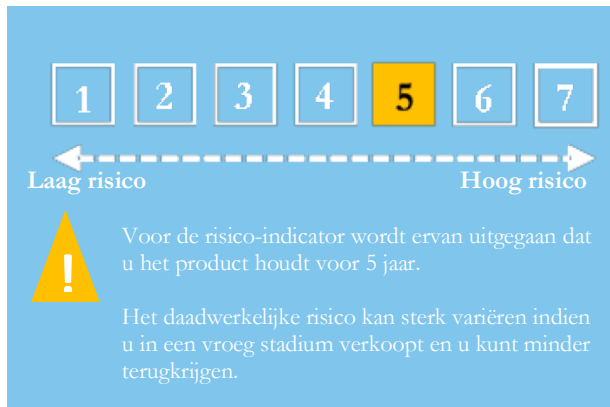 1 2 3 4 5 6 7
Laag risico Hoog risico
!
Voor de risico-indicator wordt ervan uitgegaan dat
u het product houdt voor 5 jaar.
Het daadwerkelijke risico kan sterk variëren indien
u in een vroeg stadium verkoopt en u kunt minder
terugkrijgen.